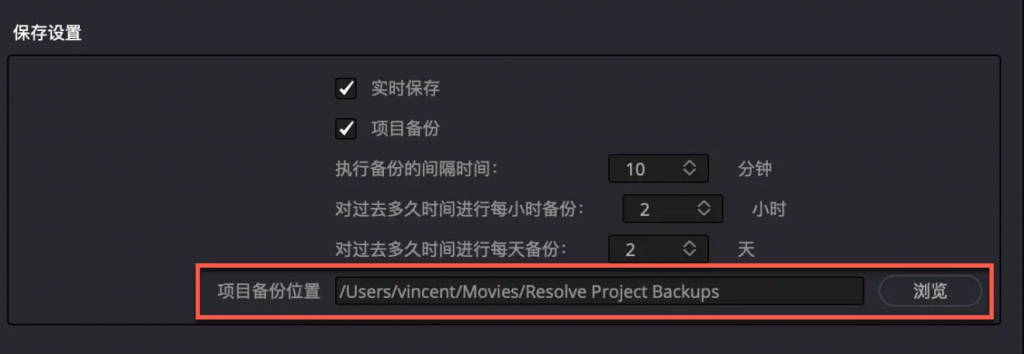 保存设置
实时保存
项目备份
执行备份的间隔时间： 10 分钟
对过去多久时间进行每小时备份： 2 小时
对过去多久时间进行每天备份： 2 天
项目备份位置 /Users/vincent/Movies/Resolve Project Backups 浏览